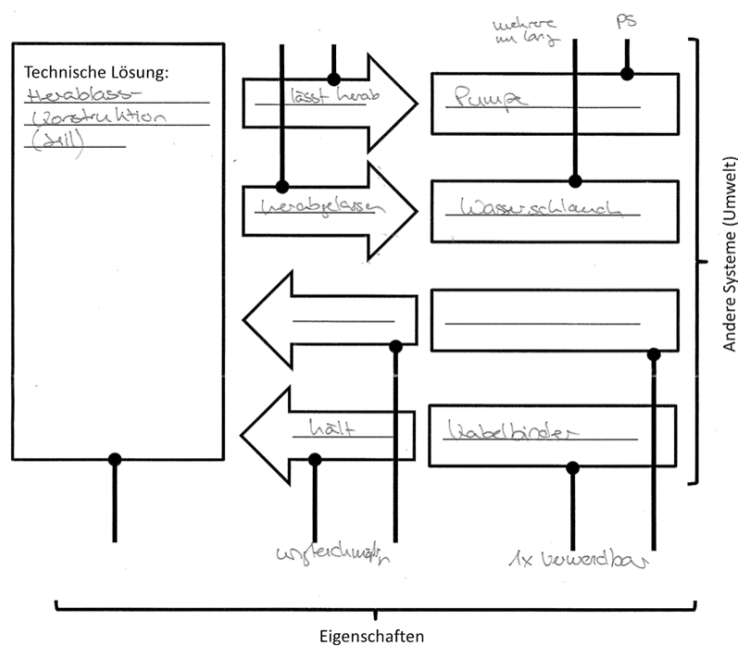 mehrere
m lang
PS
Technische Lösung:
Herablass-
konstruktion
(Seil)
lässt herab
Pumpe
herabgelassen
Wasserschlauch
hält
Kabelbinder
ungleichmäßig
1x verwendbar
Andere Systeme (Umwelt)
Eigenschaften